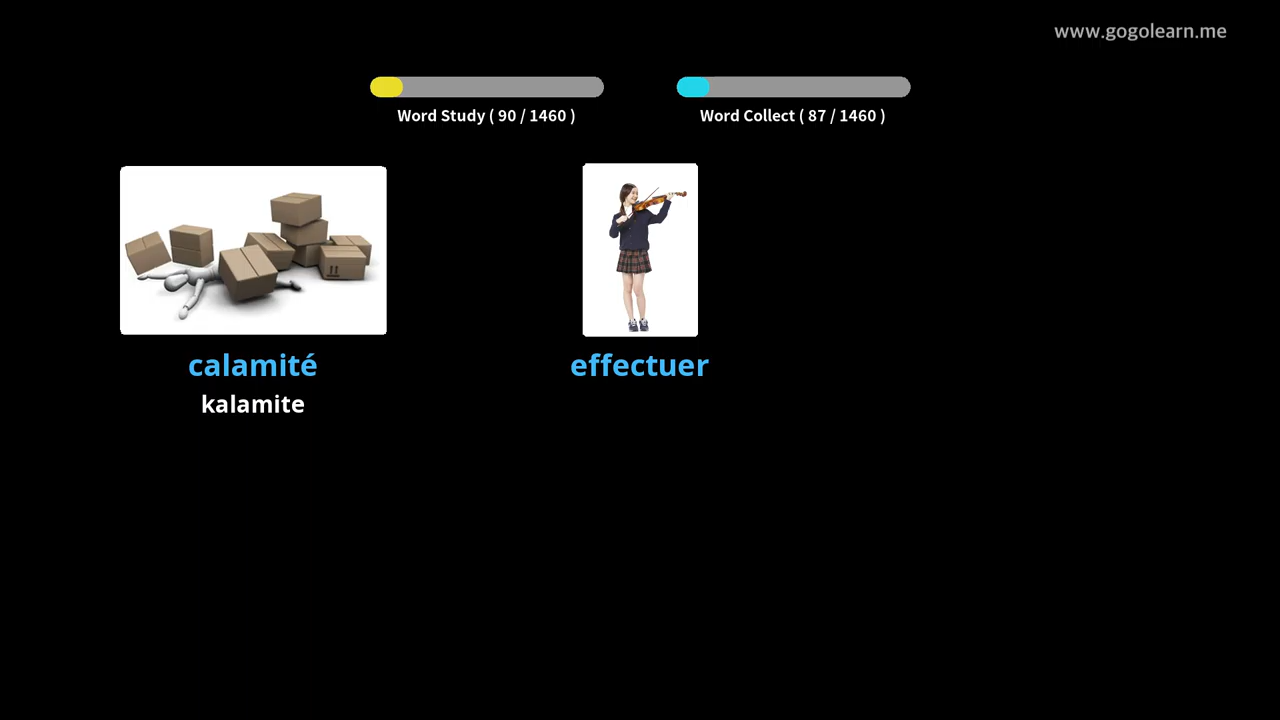 www.gogolearn.me
Word Study ( 90 / 1460 )
Word Collect ( 87 / 1460 )
calamité
kalamite
effectuer